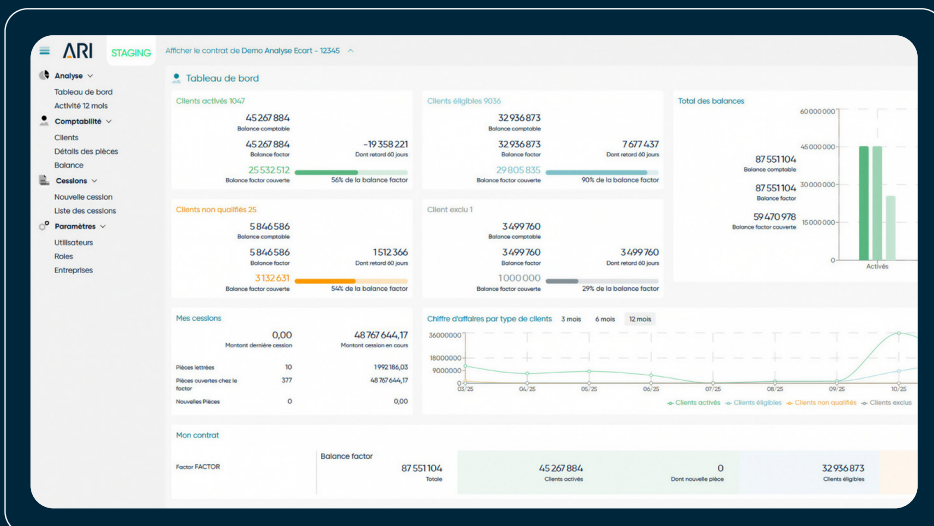 ARI
STAGING
Afficher le contrat de Demo Analyse Ecart - 12345
Analyse
Tableau de bord
Activité 12 mois
Comptabilité
Clients
Détails des pièces
Balance
Cessions
Nouvelle cession
Liste des cessions
Paramètres
Utilisateurs
Roles
Entreprises
Tableau de bord
Clients activés 1047
45 267 884
Balance comptable
45 267 884
Balance factor
-19 358 221
Dont retard 60 jours
25 532 512
Balance factor couverte
56% de la balance factor
Clients éligibles 9036
32 936 873
Balance comptable
32 936 873
Balance factor
7 677 437
Dont retard 60 jours
29 805 835
Balance factor couverte
90% de la balance factor
Total des balances
87 551 104
Balance comptable
87 551 104
Balance factor
59 470 978
Balance factor couverte
60000000
45000000
30000000
15000000
0
Activés
Clients non qualifiés 25
5 846 586
Balance comptable
5 846 586
Balance factor
1 512 366
Dont retard 60 jours
3 132 631
Balance factor couverte
54% de la balance factor
Client exclu 1
3 499 760
Balance comptable
3 499 760
Balance factor
3 499 760
Dont retard 60 jours
1 000 000
Balance factor couverte
29% de la balance factor
Mes cessions
0,00
Montant dernière cession
48 767 644,17
Montant cession en cours
Pièces lettrées 10 1 992 186,03
Pièces ouvertes chez le factor 377 48 767 644,17
Nouvelles Pièces 0 0,00
Chiffre d'affaires par type de clients 3 mois 6 mois 12 mois
36000000
18000000
9000000
0
03/25 04/25 05/25 06/25 07/25 08/25 09/25 10/25
Clients activés Clients éligibles Clients non qualifiés Clients exclus
Mon contrat
Factor FACTOR
Balance factor
87 551 104
Totale
45 267 884
Clients activés
0
Dont nouvelle pièce
32 936 873
Clients éligibles